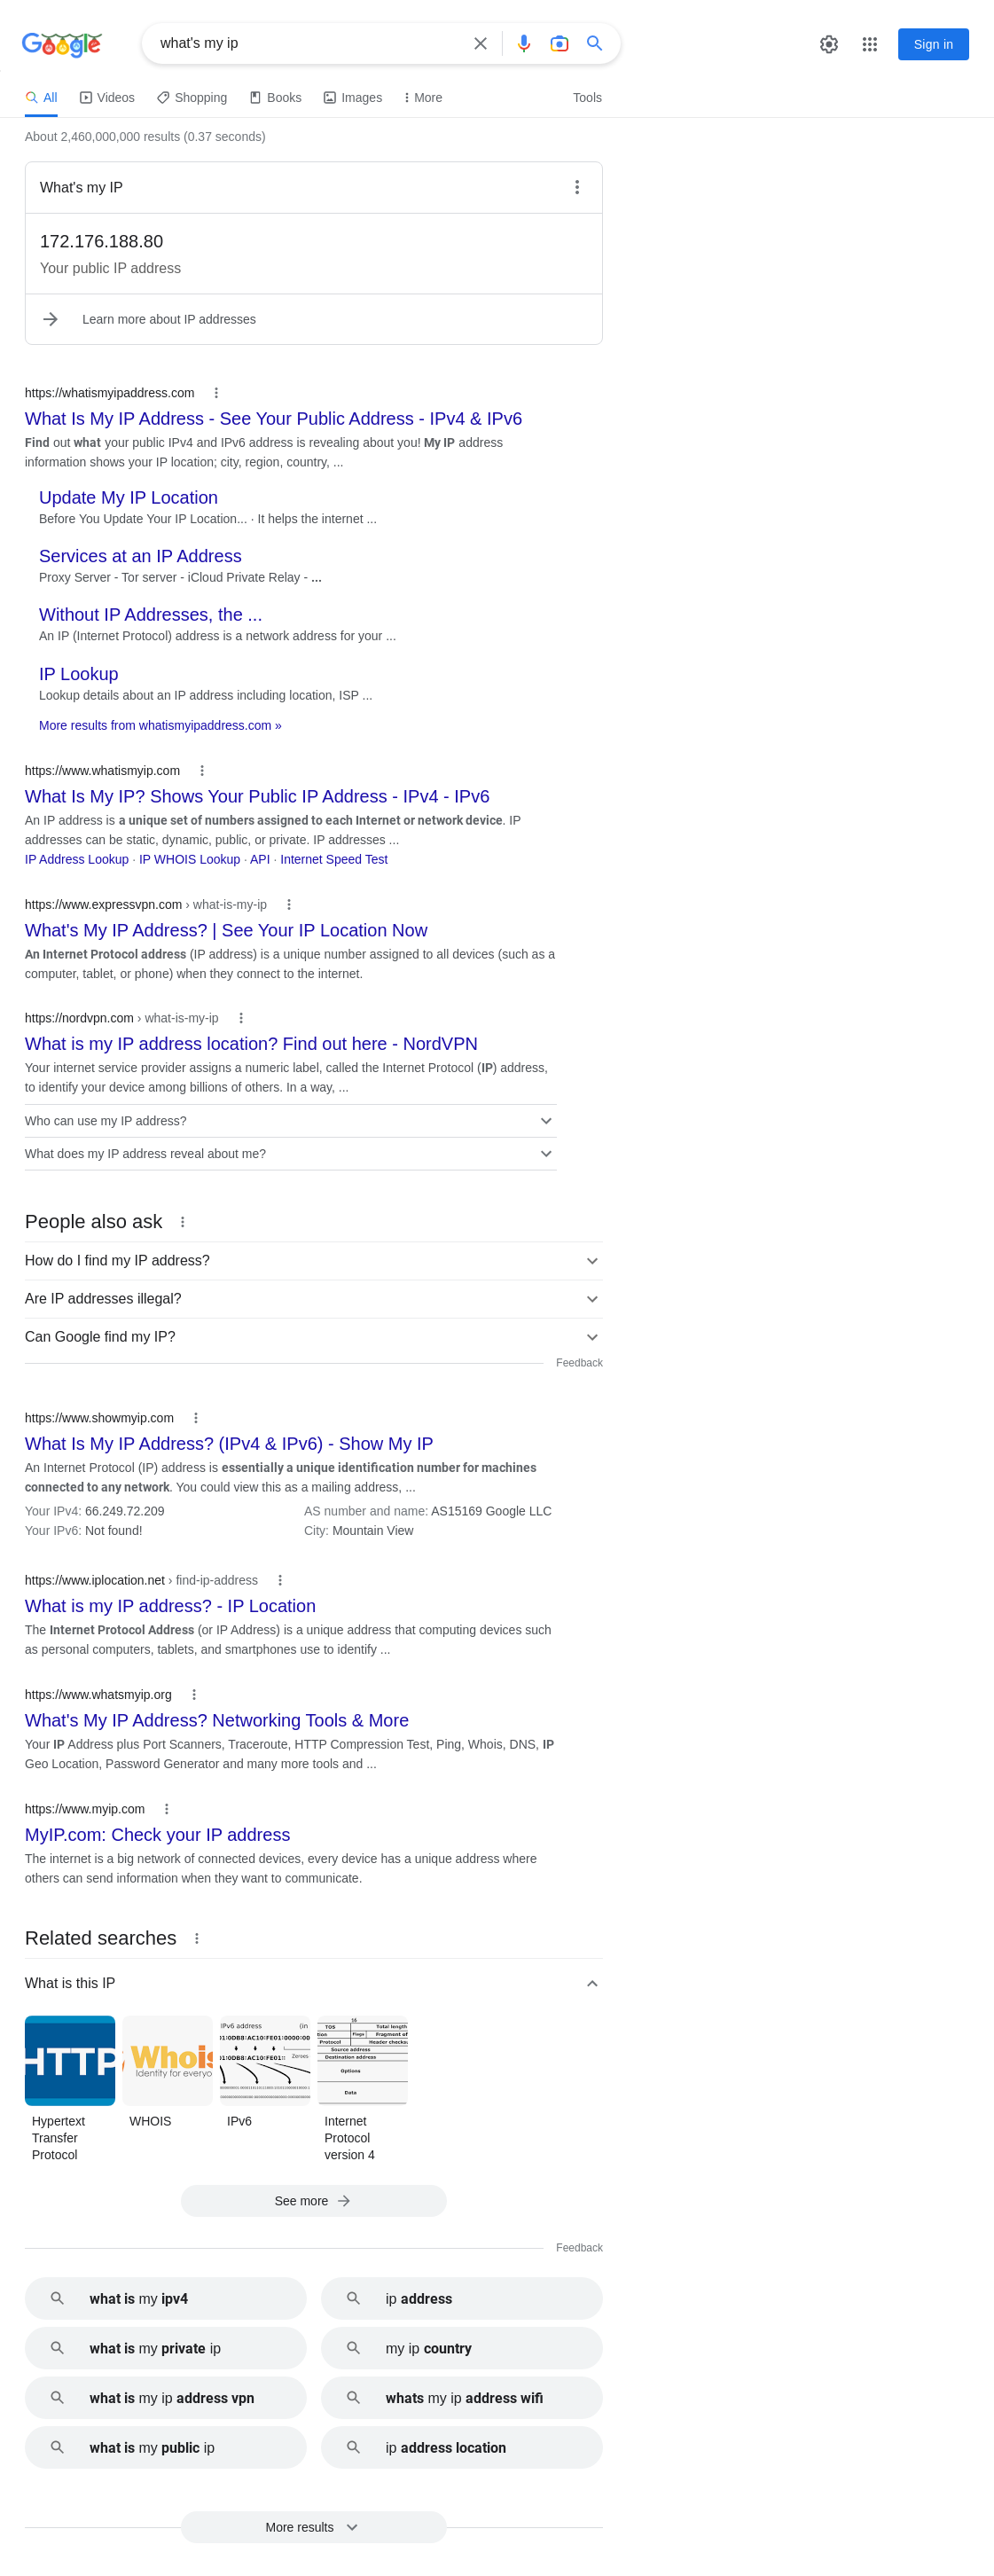 Google
what's my ip
Sign in
All
Videos
Shopping
Books
Images
More
Tools
About 2,460,000,000 results (0.37 seconds)
What's my IP
172.176.188.80
Your public IP address
Learn more about IP addresses
https://whatismyipaddress.com
What Is My IP Address - See Your Public Address - IPv4 & IPv6
Find out what your public IPv4 and IPv6 address is revealing about you! My IP address
information shows your IP location; city, region, country, ...
Update My IP Location
Before You Update Your IP Location... · It helps the internet ...
Services at an IP Address
Proxy Server - Tor server - iCloud Private Relay - ...
Without IP Addresses, the ...
An IP (Internet Protocol) address is a network address for your ...
IP Lookup
Lookup details about an IP address including location, ISP ...
More results from whatismyipaddress.com »
https://www.whatismyip.com
What Is My IP? Shows Your Public IP Address - IPv4 - IPv6
An IP address is a unique set of numbers assigned to each Internet or network device. IP
addresses can be static, dynamic, public, or private. IP addresses ...
IP Address Lookup · IP WHOIS Lookup · API · Internet Speed Test
https://www.expressvpn.com › what-is-my-ip
What's My IP Address? | See Your IP Location Now
An Internet Protocol address (IP address) is a unique number assigned to all devices (such as a
computer, tablet, or phone) when they connect to the internet.
https://nordvpn.com › what-is-my-ip
What is my IP address location? Find out here - NordVPN
Your internet service provider assigns a numeric label, called the Internet Protocol (IP) address,
to identify your device among billions of others. In a way, ...
Who can use my IP address?
What does my IP address reveal about me?
People also ask
How do I find my IP address?
Are IP addresses illegal?
Can Google find my IP?
Feedback
https://www.showmyip.com
What Is My IP Address? (IPv4 & IPv6) - Show My IP
An Internet Protocol (IP) address is essentially a unique identification number for machines
connected to any network. You could view this as a mailing address, ...
Your IPv4: 66.249.72.209
AS number and name: AS15169 Google LLC
Your IPv6: Not found!
City: Mountain View
https://www.iplocation.net › find-ip-address
What is my IP address? - IP Location
The Internet Protocol Address (or IP Address) is a unique address that computing devices such
as personal computers, tablets, and smartphones use to identify ...
https://www.whatsmyip.org
What's My IP Address? Networking Tools & More
Your IP Address plus Port Scanners, Traceroute, HTTP Compression Test, Ping, Whois, DNS, IP
Geo Location, Password Generator and many more tools and ...
https://www.myip.com
MyIP.com: Check your IP address
The internet is a big network of connected devices, every device has a unique address where
others can send information when they want to communicate.
Related searches
What is this IP
HTTP
Whois
Identity for everyo
IPv6 address (in
Zeroes
16
TOS Total length
Flags Fragment of
Protocol Header checksu
Source address
Destination address
Options
Data
Hypertext
Transfer
Protocol
WHOIS
IPv6
Internet
Protocol
version 4
See more
Feedback
what is my ipv4
ip address
what is my private ip
my ip country
what is my ip address vpn
whats my ip address wifi
what is my public ip
ip address location
More results